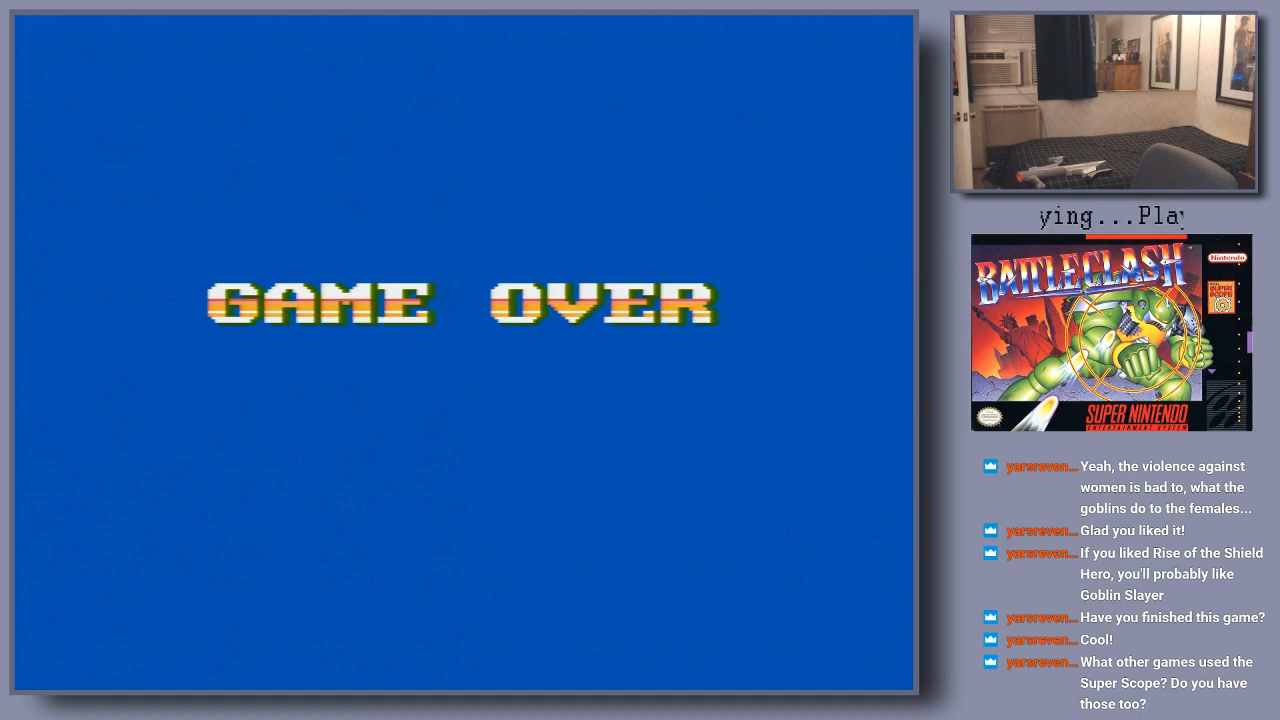 GAME OVER
ying...Play
BATTLECLASH
Nintendo
SUPER NINTENDO
ENTERTAINMENT SYSTEM
yarsreven... Yeah, the violence against
women is bad to, what the
goblins do to the females...
yarsreven... Glad you liked it!
yarsreven... If you liked Rise of the Shield
Hero, you'll probably like
Goblin Slayer
yarsreven... Have you finished this game?
yarsreven... Cool!
yarsreven... What other games used the
Super Scope? Do you have
those too?